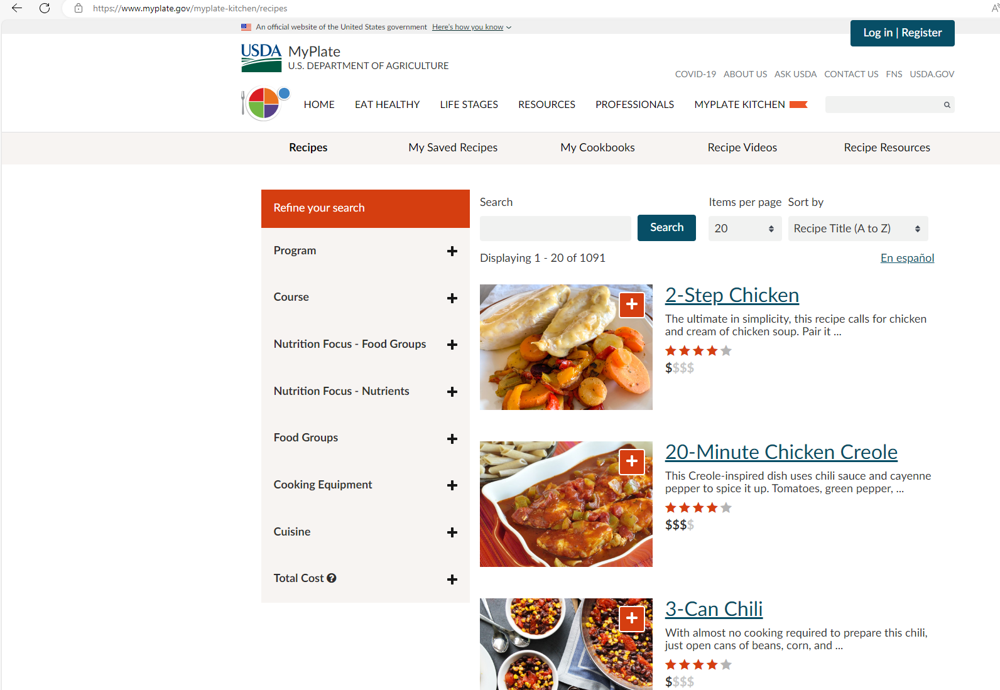 https://www.myplate.gov/myplate-kitchen/recipes
An official website of the United States government Here's how you know
Log in | Register
USDA MyPlate
U.S. DEPARTMENT OF AGRICULTURE
COVID-19 ABOUT US ASK USDA CONTACT US FNS USDA.GOV
HOME EAT HEALTHY LIFE STAGES RESOURCES PROFESSIONALS MYPLATE KITCHEN
Recipes My Saved Recipes My Cookbooks Recipe Videos Recipe Resources
Refine your search
Program
Course
Nutrition Focus - Food Groups
Nutrition Focus - Nutrients
Food Groups
Cooking Equipment
Cuisine
Total Cost ?
Search Items per page Sort by
Search 20 Recipe Title (A to Z)
Displaying 1 - 20 of 1091 En español
2-Step Chicken
The ultimate in simplicity, this recipe calls for chicken
and cream of chicken soup. Pair it ...
$$$$
20-Minute Chicken Creole
This Creole-inspired dish uses chili sauce and cayenne
pepper to spice it up. Tomatoes, green pepper, ...
$$$$
3-Can Chili
With almost no cooking required to prepare this chili,
just open cans of beans, corn, and ...
$$$$